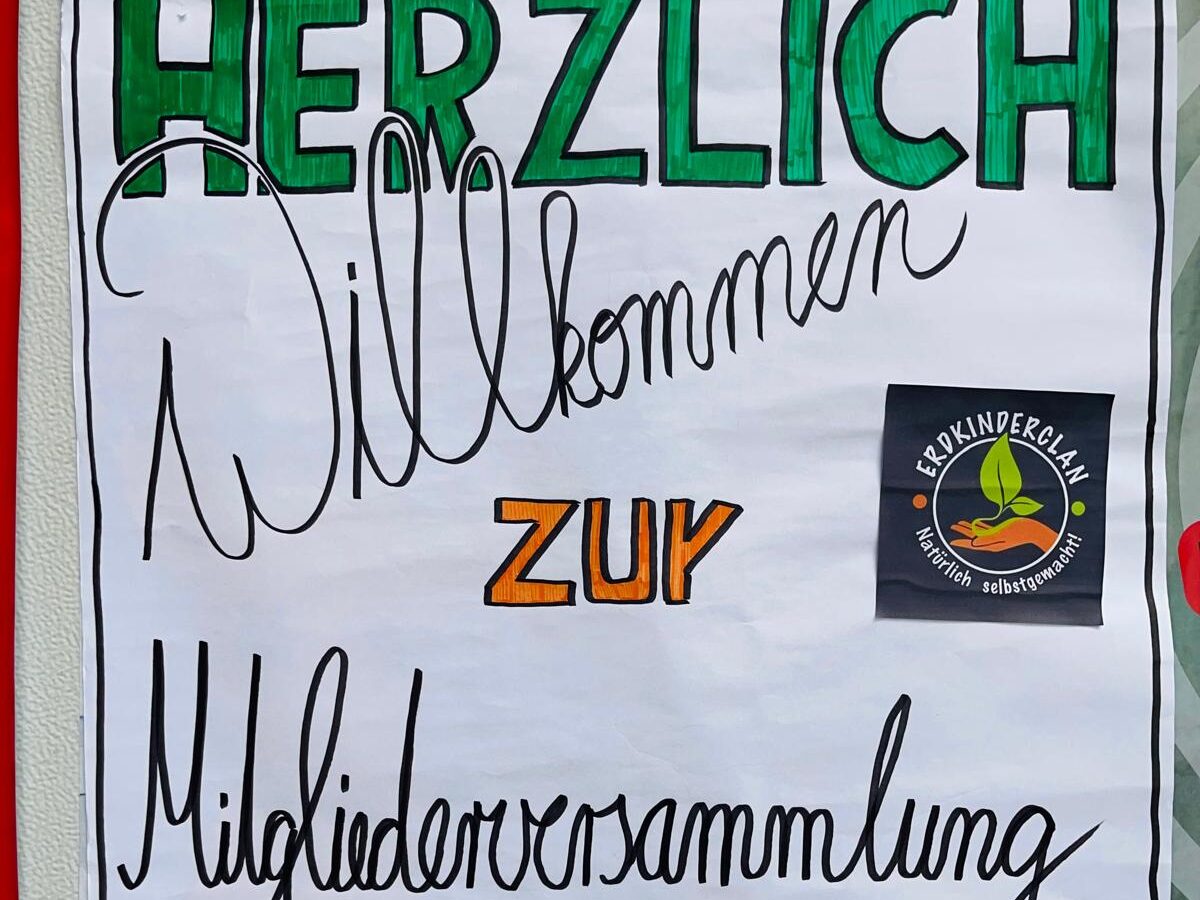 HERZLICH
Willkommen
ZUR
ERDKINDERCLAN
Natürlich selbstgemacht!
Mitgliederversammlung